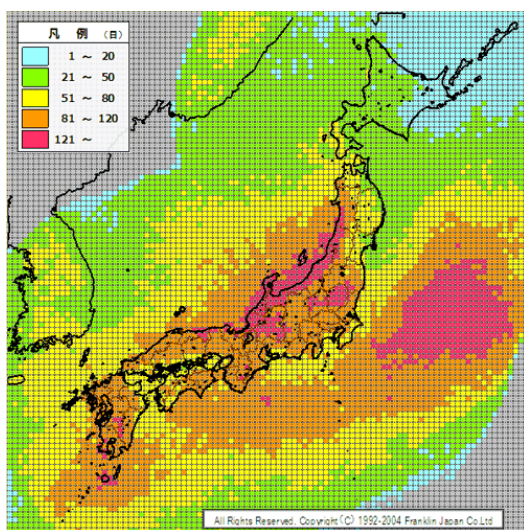 凡 例 (日)
1 ～ 20
21 ～ 50
51 ～ 80
81 ～ 120
121 ～
All Rights Reserved. Copyright (C) 1992-2004 Franklin Japan Co.Ltd